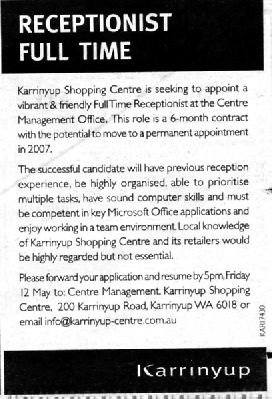 RECEPTIONIST
FULL TIME
Karrinyup Shopping Centre is seeking to appoint a
vibrant & friendly Full Time Receptionist at the Centre
Management Office. This role is a 6-month contract
with the potential to move to a permanent appointment
in 2007.
The successful candidate will have previous reception
experience, be highly organised, able to prioritise
multiple tasks, have sound computer skills and must
be competent in key Microsoft Office applications and
enjoy working in a team environment. Local knowledge
of Karrinyup Shopping Centre and its retailers would
be highly regarded but not essential.
Please forward your application and resume by 5pm, Friday
12 May to: Centre Management, Karrinyup Shopping
Centre, 200 Karrinyup Road, Karrinyup WA 6018 or
email info@karrinyup-centre.com.au
KAR07430
Karrinyup